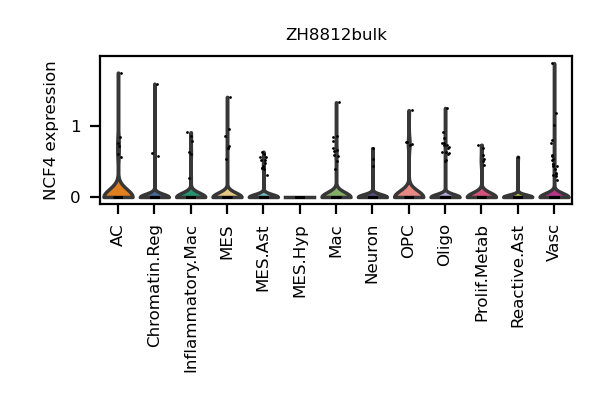 ZH8812bulk
NCF4 expression
1
0
AC
Chromatin.Reg
Inflammatory.Mac
MES
MES.Ast
MES.Hyp
Mac
Neuron
OPC
Oligo
Prolif.Metab
Reactive.Ast
Vasc